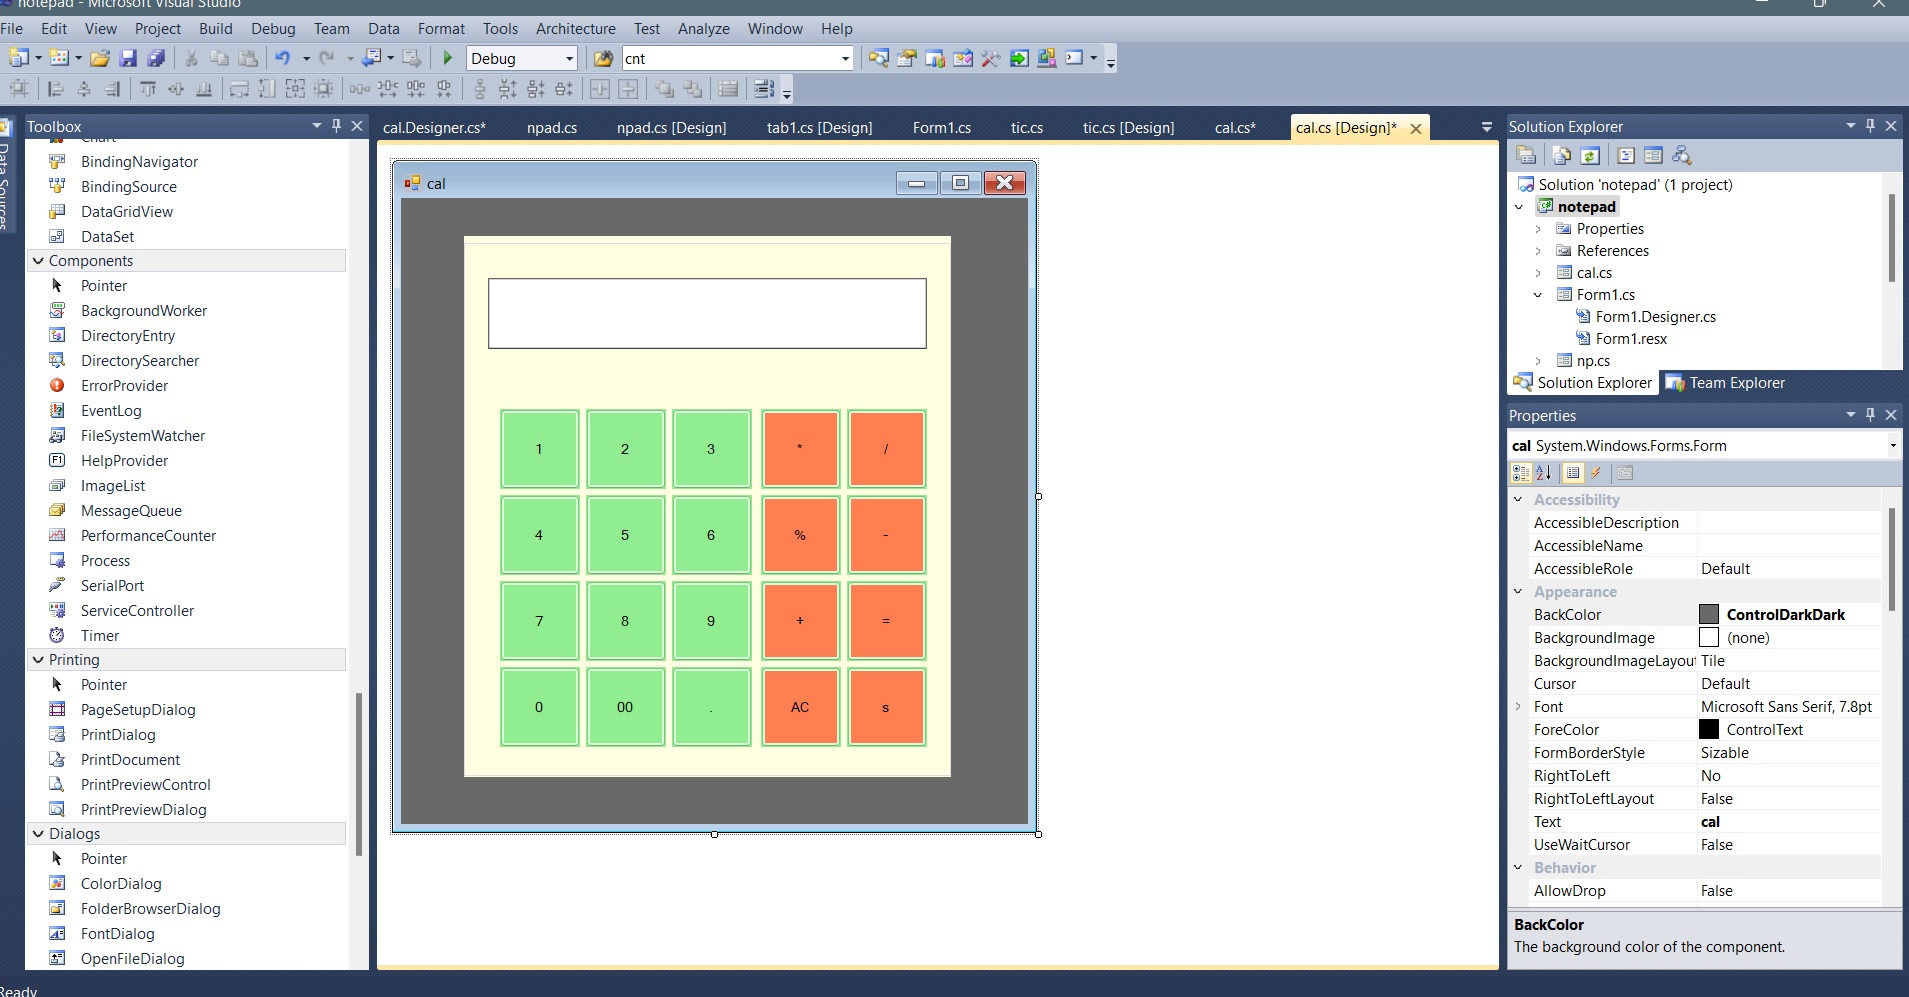 notepad - Microsoft Visual Studio
File Edit View Project Build Debug Team Data Format Tools Architecture Test Analyze Window Help
Debug cnt
Data Sources
Toolbox
Chart
BindingNavigator
BindingSource
DataGridView
DataSet
Components
Pointer
BackgroundWorker
DirectoryEntry
DirectorySearcher
ErrorProvider
EventLog
FileSystemWatcher
HelpProvider
ImageList
MessageQueue
PerformanceCounter
Process
SerialPort
ServiceController
Timer
Printing
Pointer
PageSetupDialog
PrintDialog
PrintDocument
PrintPreviewControl
PrintPreviewDialog
Dialogs
Pointer
ColorDialog
FolderBrowserDialog
FontDialog
OpenFileDialog
cal.Designer.cs* npad.cs npad.cs [Design] tab1.cs [Design] Form1.cs tic.cs tic.cs [Design] cal.cs* cal.cs [Design]*
cal
1 2 3 * /
4 5 6 % -
7 8 9 + =
0 00 . AC s
Solution Explorer
Solution 'notepad' (1 project)
notepad
Properties
References
cal.cs
Form1.cs
Form1.Designer.cs
Form1.resx
np.cs
Solution Explorer Team Explorer
Properties
cal System.Windows.Forms.Form
Accessibility
AccessibleDescription
AccessibleName
AccessibleRole Default
Appearance
BackColor ControlDarkDark
BackgroundImage (none)
BackgroundImageLayout Tile
Cursor Default
Font Microsoft Sans Serif, 7.8pt
ForeColor ControlText
FormBorderStyle Sizable
RightToLeft No
RightToLeftLayout False
Text cal
UseWaitCursor False
Behavior
AllowDrop False
BackColor
The background color of the component.
Ready